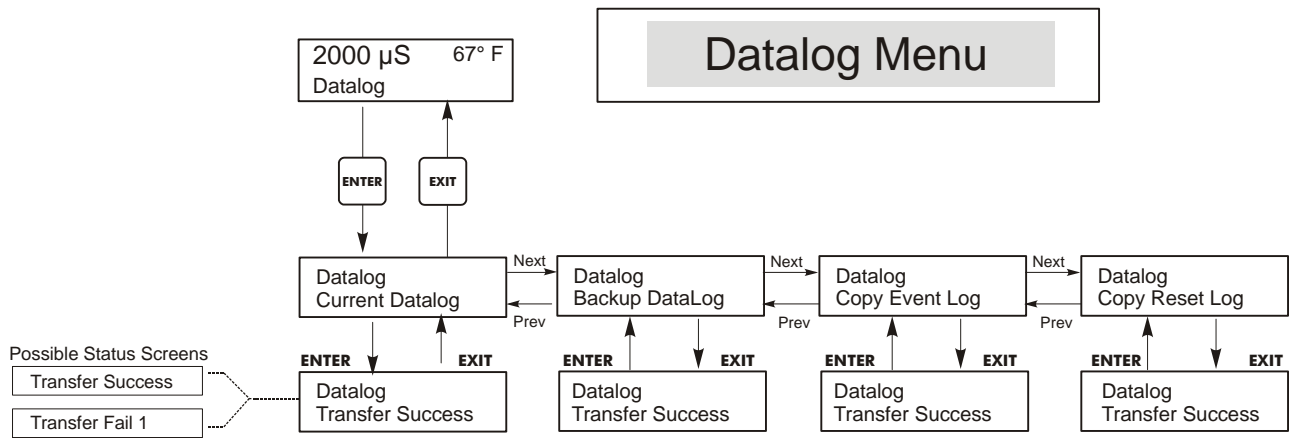 Datalog Menu
2000 µS 67° F
Datalog
ENTER
EXIT
Datalog
Current Datalog
Next
Prev
Datalog
Backup DataLog
Next
Prev
Datalog
Copy Event Log
Next
Prev
Datalog
Copy Reset Log
Possible Status Screens
Transfer Success
Transfer Fail 1
ENTER
EXIT
Datalog
Transfer Success
ENTER
EXIT
Datalog
Transfer Success
ENTER
EXIT
Datalog
Transfer Success
ENTER
EXIT
Datalog
Transfer Success